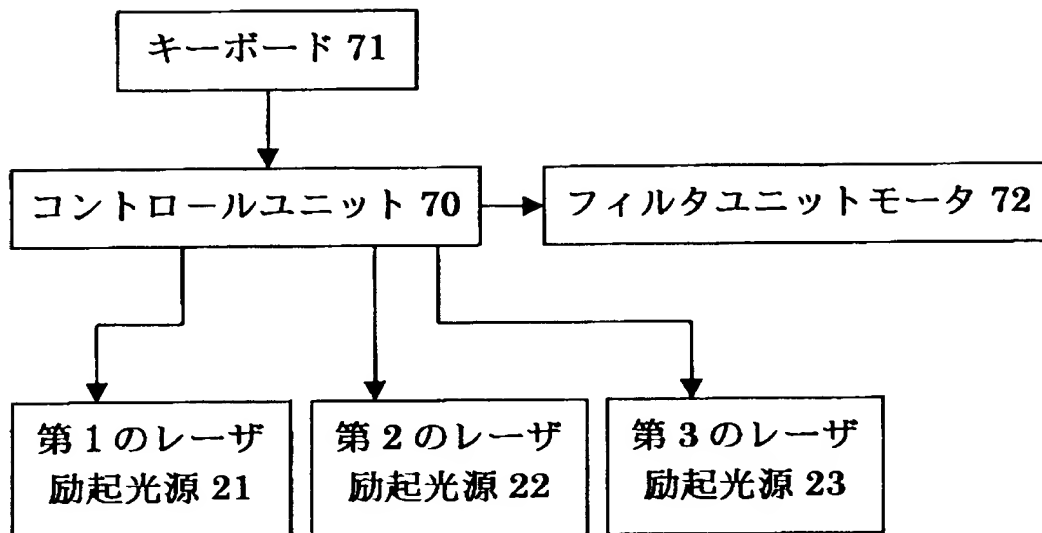 キーボード 71
コントロールユニット 70
フィルタユニットモータ 72
第1のレーザ
励起光源 21
第2のレーザ
励起光源 22
第3のレーザ
励起光源 23